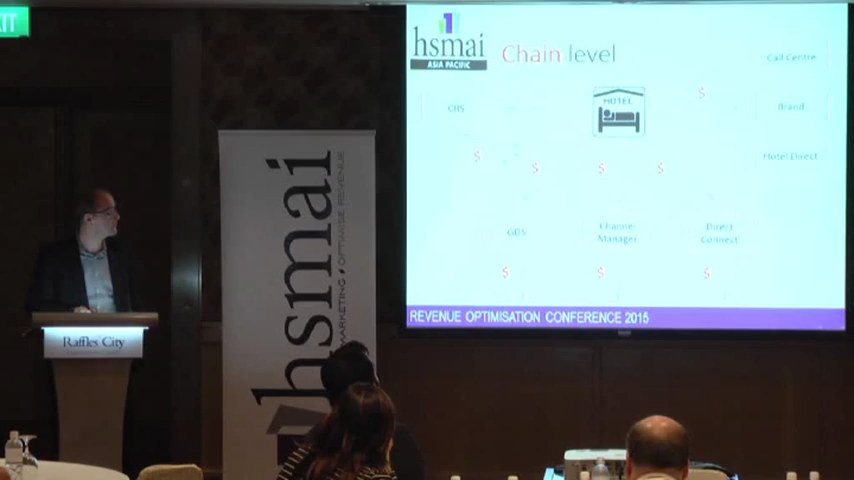 EXIT
hsmai
ASIA PACIFIC
Chain level
Call Centre
HOTEL
$
CRS
Brand
Hotel Direct
$
$
$
$
GDS
Channel
Manager
Direct
Connect
$
$
$
REVENUE OPTIMISATION CONFERENCE 2015
hsmai
MARKETING / OPTIMISE REVENUE
Raffles City